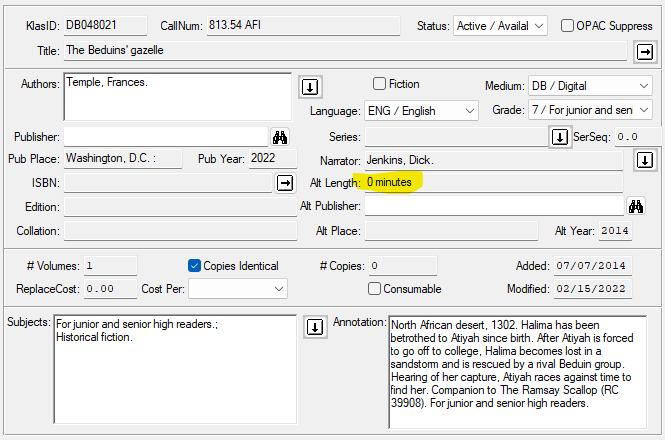 KlasID: DB048021 CallNum: 813.54 AFI Status: Active / Availal OPAC Suppress
Title: The Beduins' gazelle
Authors: Temple, Frances. Fiction Medium: DB / Digital
Language: ENG / English Grade: 7 / For junior and seni
Publisher: Series: SerSeq: 0.0
Pub Place: Washington, D.C. : Pub Year: 2022 Narrator: Jenkins, Dick.
ISBN: Alt Length: 0 minutes
Edition: Alt Publisher:
Collation: Alt Place: Alt Year: 2014
# Volumes: 1 Copies Identical # Copies: 0 Added: 07/07/2014
ReplaceCost: 0.00 Cost Per: Consumable Modified: 02/15/2022
Subjects: For junior and senior high readers.;
Historical fiction.
Annotation: North African desert, 1302. Halima has been
betrothed to Atiyah since birth. After Atiyah is forced
to go off to college, Halima becomes lost in a
sandstorm and is rescued by a rival Beduin group.
Hearing of her capture, Atiyah races against time to
find her. Companion to The Ramsay Scallop (RC
39908). For junior and senior high readers.